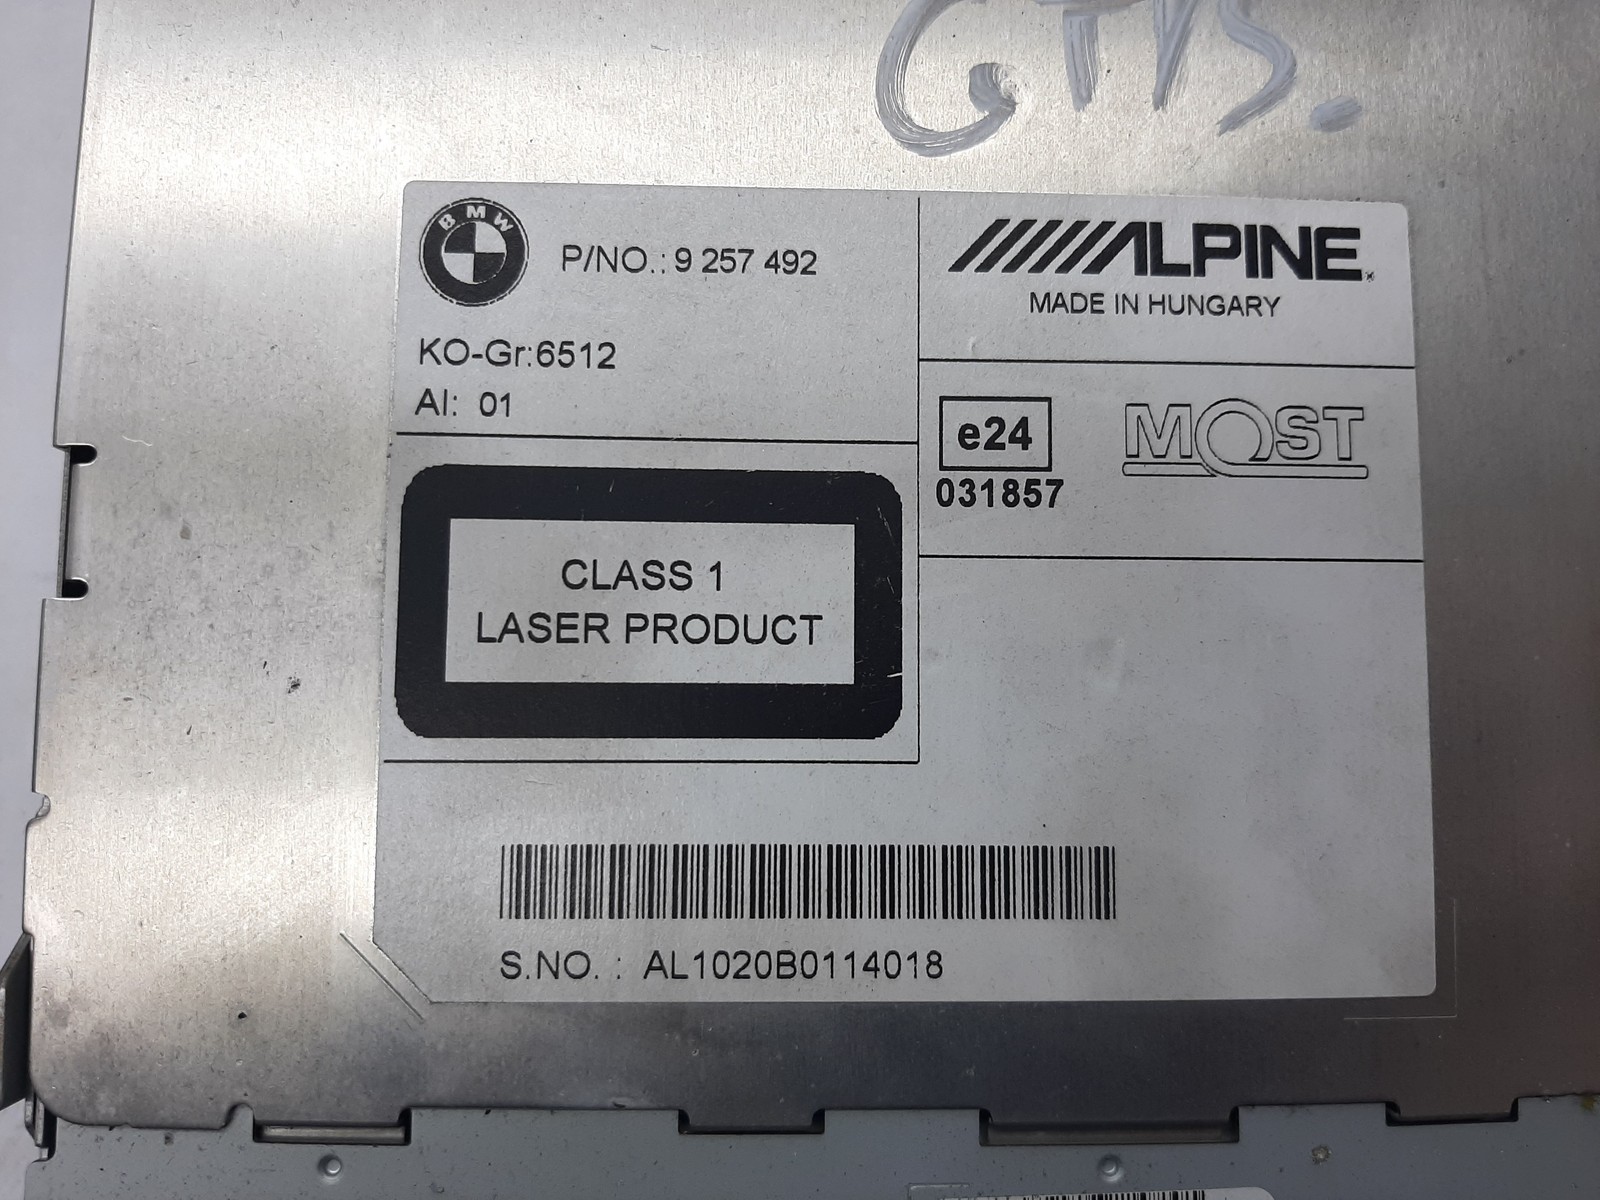 BMW
P/NO.: 9 257 492
KO-Gr:6512
AI: 01
ALPINE
MADE IN HUNGARY
e24
031857
MOST
CLASS 1
LASER PRODUCT
S.NO. : AL1020B0114018